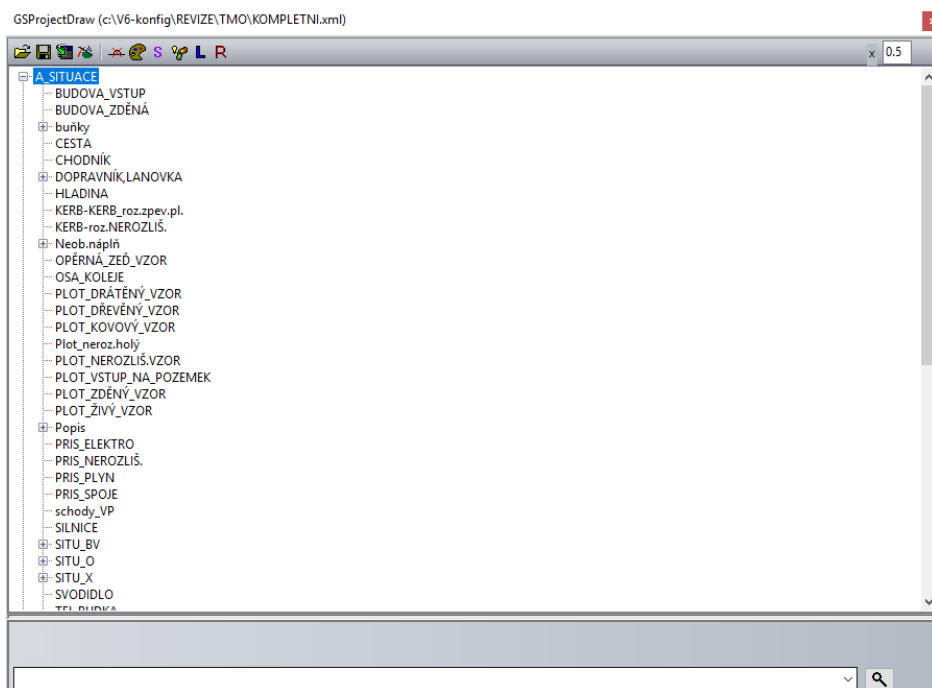 GSProjectDraw (c:\V6-konfig\REVIZE\TMO\KOMPLETNI.xml)
S L R x 0.5
A_SITUACE
BUDOVA_VSTUP
BUDOVA_ZDĚNÁ
buňky
CESTA
CHODNÍK
DOPRAVNÍK,LANOVKA
HLADINA
KERB-KERB_roz.zpev.pl.
KERB-roz.NEROZLIŠ.
Neob.náplň
OPĚRNÁ_ZEĎ_VZOR
OSA_KOLEJE
PLOT_DRÁTĚNÝ_VZOR
PLOT_DŘEVĚNÝ_VZOR
PLOT_KOVOVÝ_VZOR
Plot_neroz.holý
PLOT_NEROZLIŠ.VZOR
PLOT_VSTUP_NA_POZEMEK
PLOT_ZDĚNÝ_VZOR
PLOT_ŽIVÝ_VZOR
Popis
PRIS_ELEKTRO
PRIS_NEROZLIŠ.
PRIS_PLYN
PRIS_SPOJE
schody_VP
SILNICE
SITU_BV
SITU_O
SITU_X
SVODIDLO
TEL.BUDKA